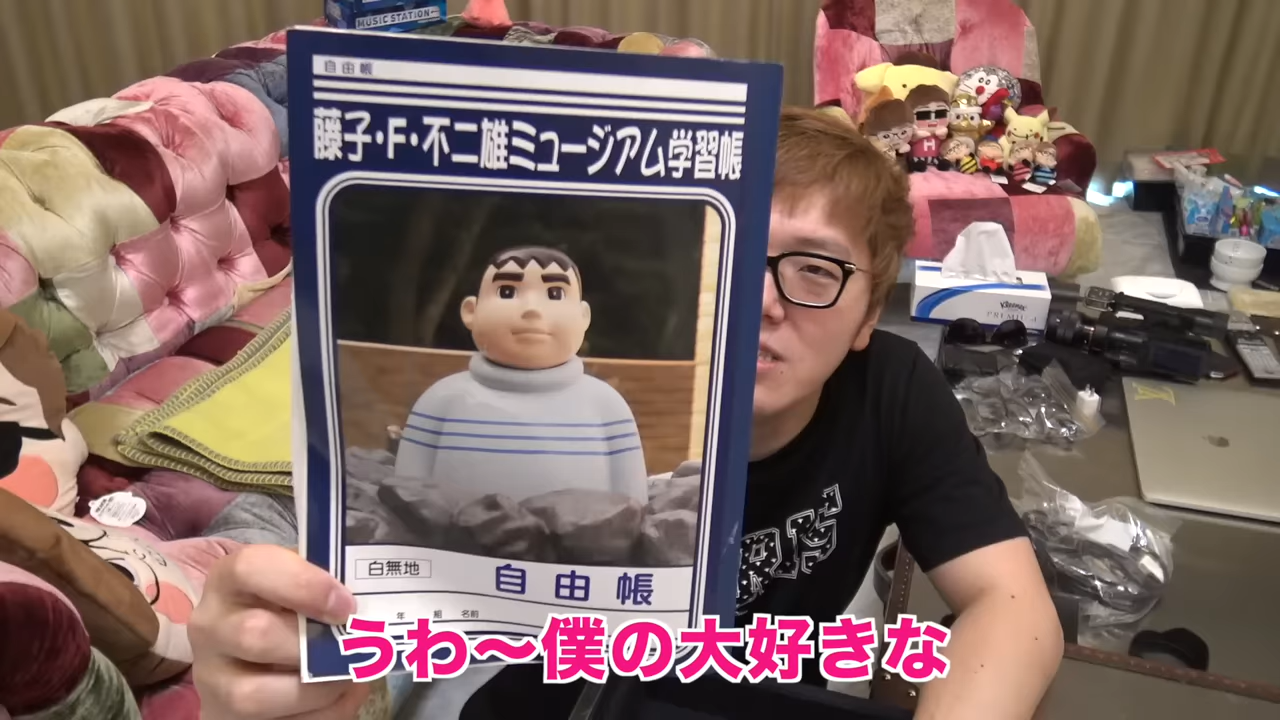 MUSIC STATION
自由帳
藤子・F・不二雄ミュージアム学習帳
H
Kleenex
PREMIUM
白無地
自由帳
年 組 名前
うわ〜僕の大好きな